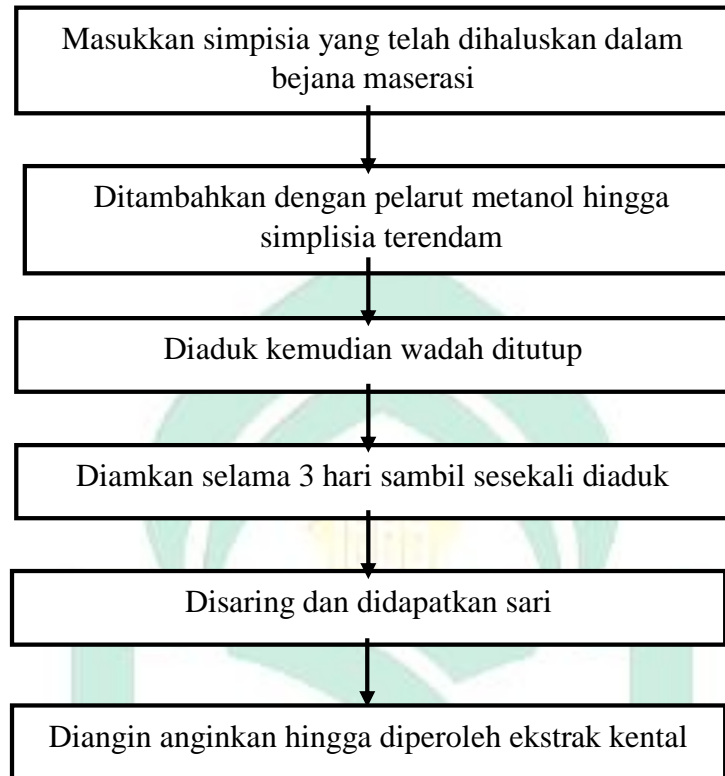 Masukkan simpisia yang telah dihaluskan dalam
bejana maserasi
Ditambahkan dengan pelarut metanol hingga
simplisia terendam
Diaduk kemudian wadah ditutup
Diamkan selama 3 hari sambil sesekali diaduk
Disaring dan didapatkan sari
Diangin anginkan hingga diperoleh ekstrak kental